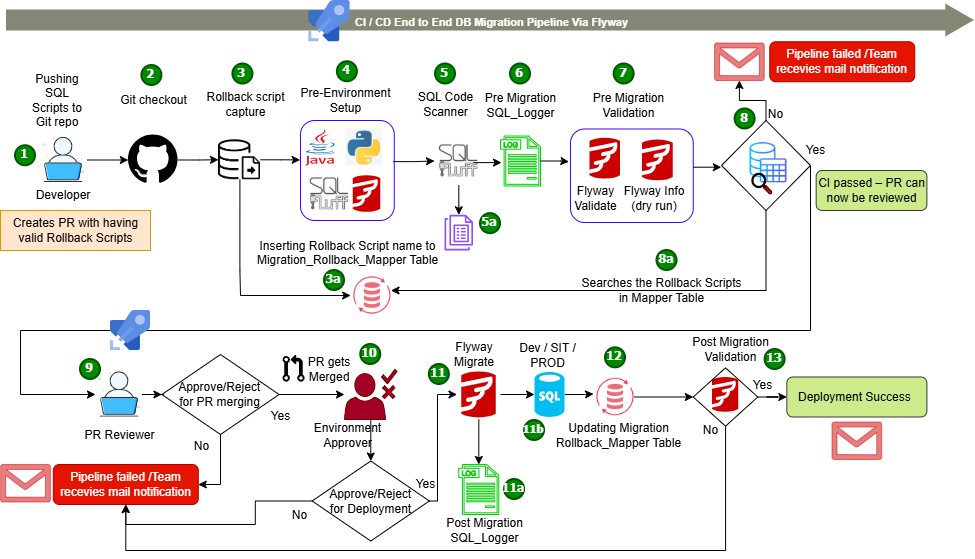 CI / CD End to End DB Migration Pipeline Via Flyway
Pushing
SQL
Scripts to
Git repo
1
Developer
Creates PR with having
valid Rollback Scripts
2
Git checkout
3
Rollback script
capture
4
Pre-Environment
Setup
Java
SQL
fluff
5
SQL Code
Scanner
SQL
fluff
5a
6
Pre Migration
SQL_Logger
LOG
7
Pre Migration
Validation
Flyway
Validate
Flyway Info
(dry run)
Pipeline failed /Team
recevies mail notification
No
8
Yes
CI passed – PR can
now be reviewed
Inserting Rollback Script name to
Migration_Rollback_Mapper Table
3a
8a
Searches the Rollback Scripts
in Mapper Table
9
PR Reviewer
Approve/Reject
for PR merging
Yes
No
PR gets
Merged
10
Environment
Approver
Approve/Reject
for Deployment
Yes
No
Pipeline failed /Team
recevies mail notification
11
Flyway
Migrate
LOG
11a
Post Migration
SQL_Logger
Dev / SIT /
PROD
SQL
11b
12
Updating Migration
Rollback_Mapper Table
Post Migration
Validation
13
Yes
No
Deployment Success